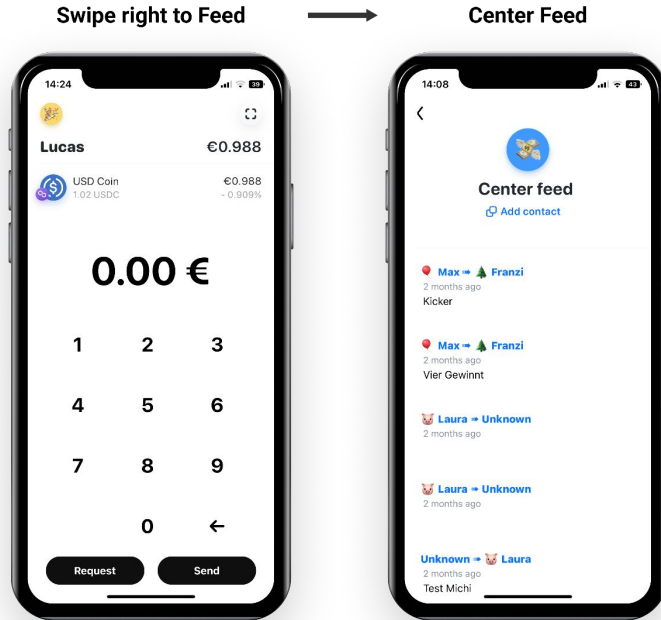 Swipe right to Feed
Center Feed
14:24
39
Lucas
€0.988
USD Coin
€0.988
1.02 USDC
- 0.909%
0.00 €
1 2 3
4 5 6
7 8 9
0 ←
Request
Send
14:08
43
Center feed
Add contact
Max ➟ Franzi
2 months ago
Kicker
Max ➟ Franzi
2 months ago
Vier Gewinnt
Laura ➟ Unknown
2 months ago
Laura ➟ Unknown
2 months ago
Unknown ➟ Laura
2 months ago
Test Michi